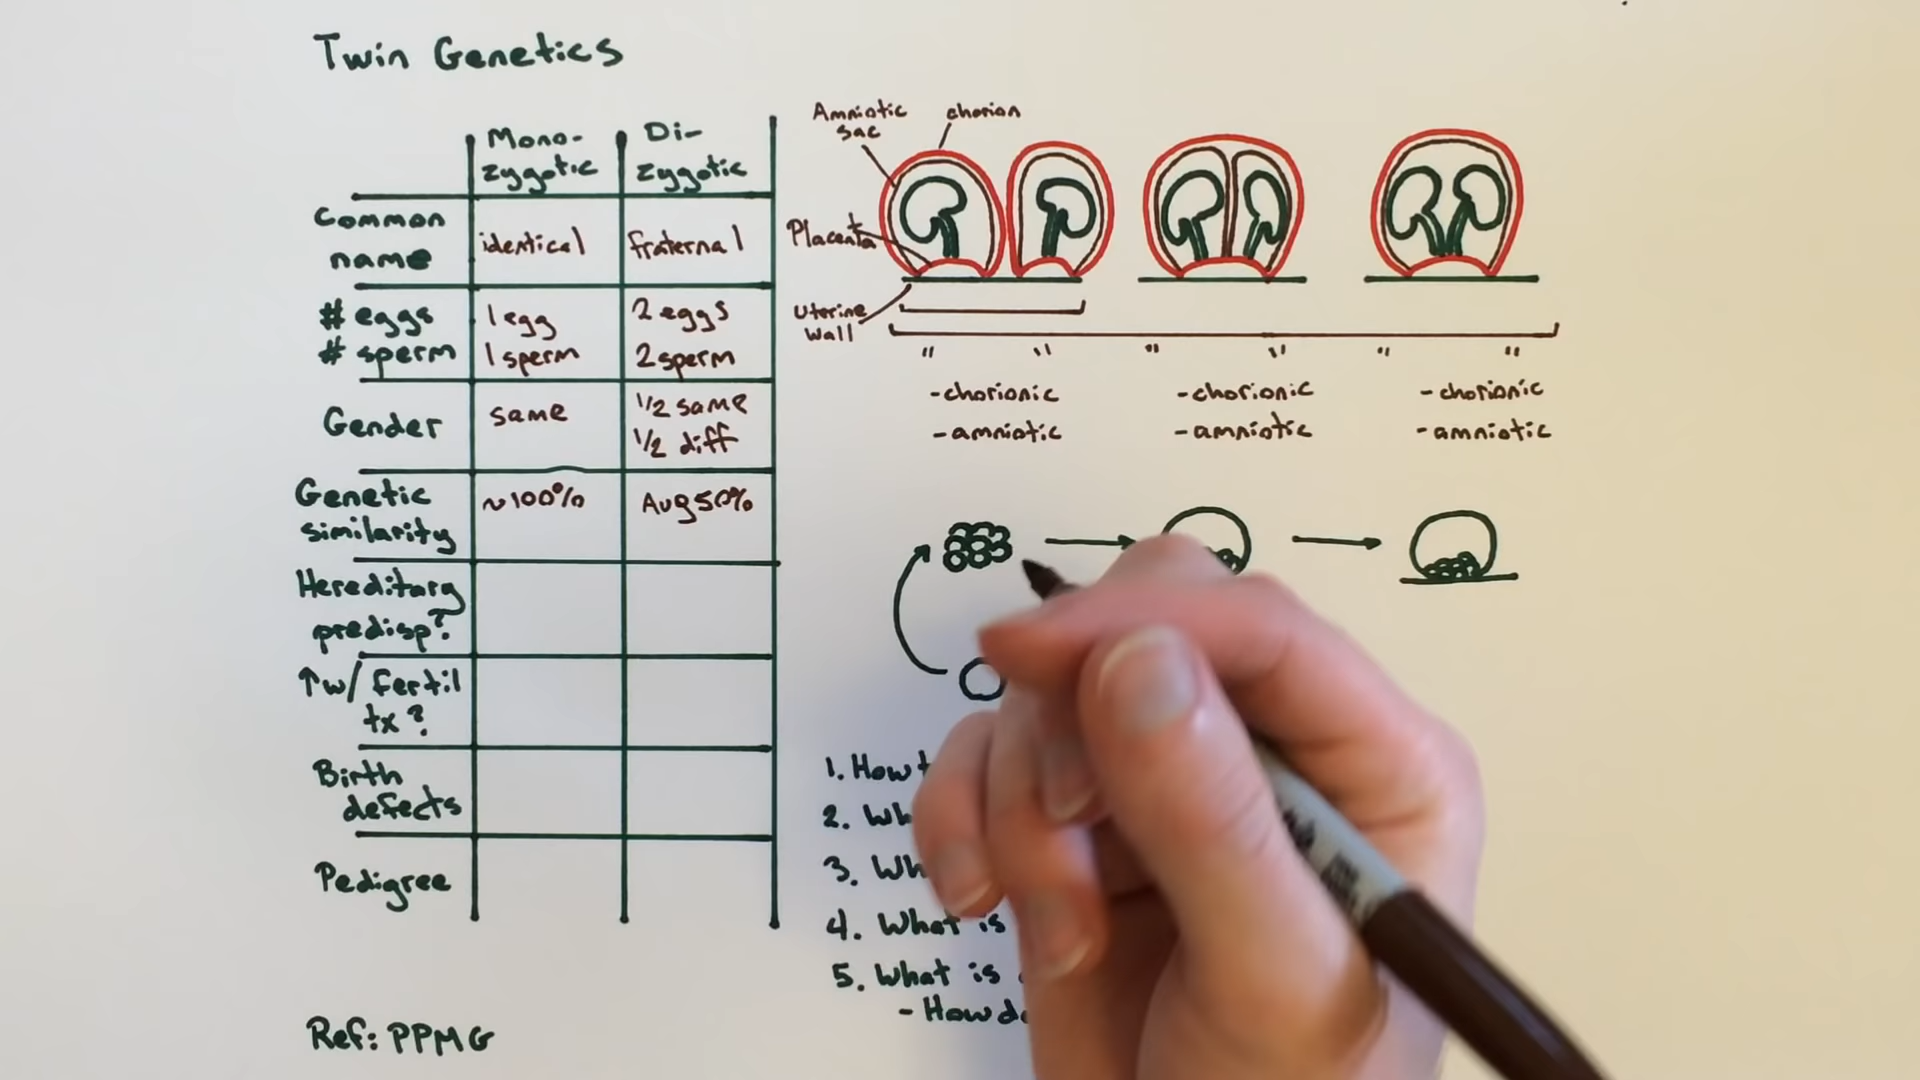 Twin Genetics
Mono-
zygotic
Di-
zygotic
Common
name
identical
fraternal
# eggs
# sperm
1 egg
1 sperm
2 eggs
2 sperm
Gender
same
1/2 same
1/2 diff
Genetic
similarity
~100%
Avg 50%
Hereditary
predisp?
↑w/ fertil
tx?
Birth
defects
Pedigree
Ref: PPMG
Amniotic
sac
chorion
Placenta
Uterine
wall
" " " " " "
-chorionic
-amniotic
-chorionic
-amniotic
-chorionic
-amniotic
1. How
2.
3.
4. What is
5. What is
- How